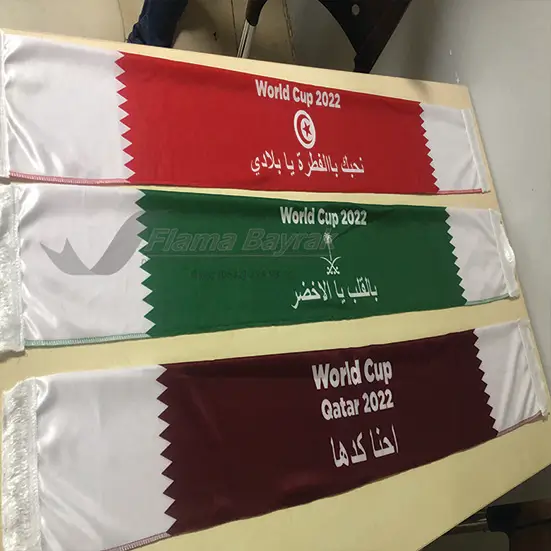 World Cup 2022
نحبك باالفطرة يا بلادي
World Cup 2022
Flama Bayrak
بالقلب يا الاخضر
World Cup
Qatar 2022
احنا كدها